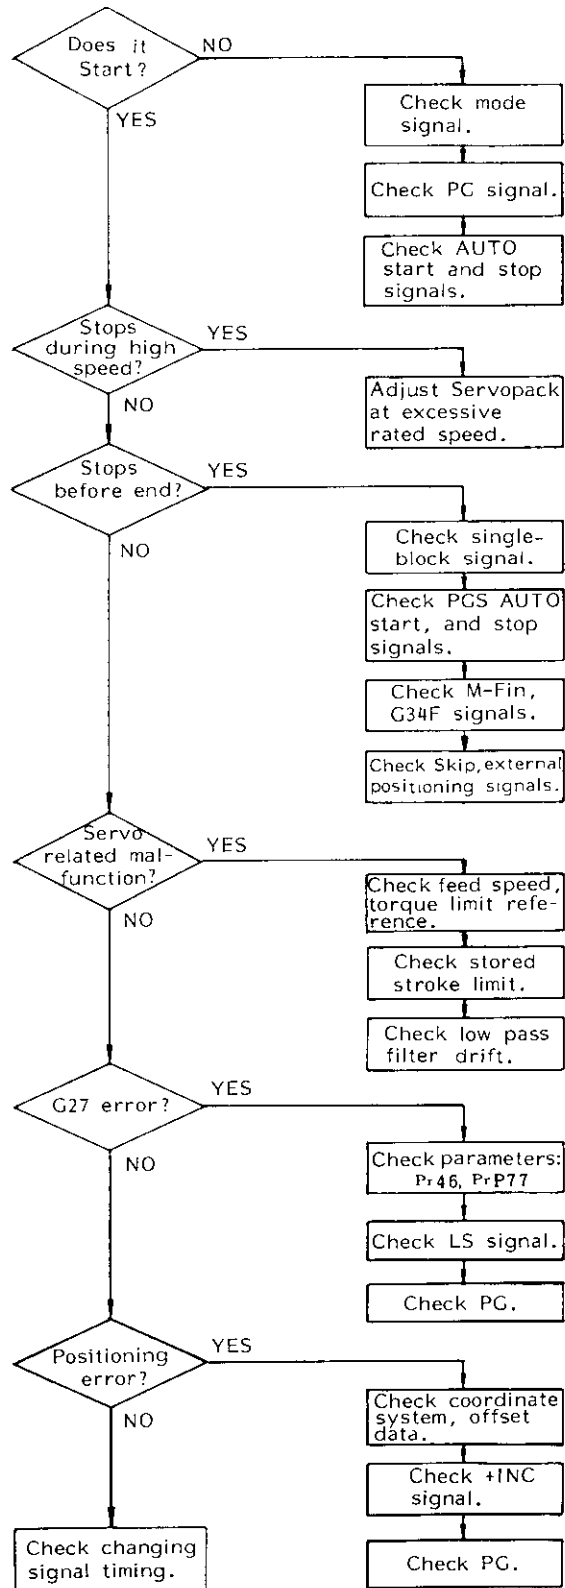 Does it
Start?
NO
YES
Check mode
signal.
Check PG signal.
Check AUTO
start and stop
signals.
Stops
during high
speed?
YES
NO
Adjust Servopack
at excessive
rated speed.
Stops
before end?
YES
NO
Check single-
block signal.
Check PGS AUTO
start, and stop
signals.
Check M-Fin,
G34F signals.
Check Skip, external
positioning signals.
Servo
related mal-
function?
YES
NO
Check feed speed,
torque limit refe-
rence.
Check stored
stroke limit.
Check low pass
filter drift.
G27 error?
YES
NO
Check parameters:
Pr46, PrP77
Check LS signal.
Check PG.
Positioning
error?
YES
NO
Check coordinate
system, offset
data.
Check +INC
signal.
Check PG.
Check changing
signal timing.